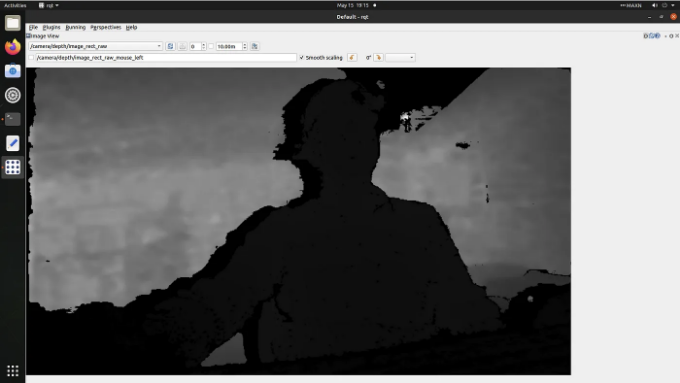 Activities rqt May 15 19:15
Default - rqt
File Plugins Running Perspectives Help
Image View
/camera/depth/image_rect_raw 0 10.00m
/camera/depth/image_rect_raw_mouse_left Smooth scaling 0°